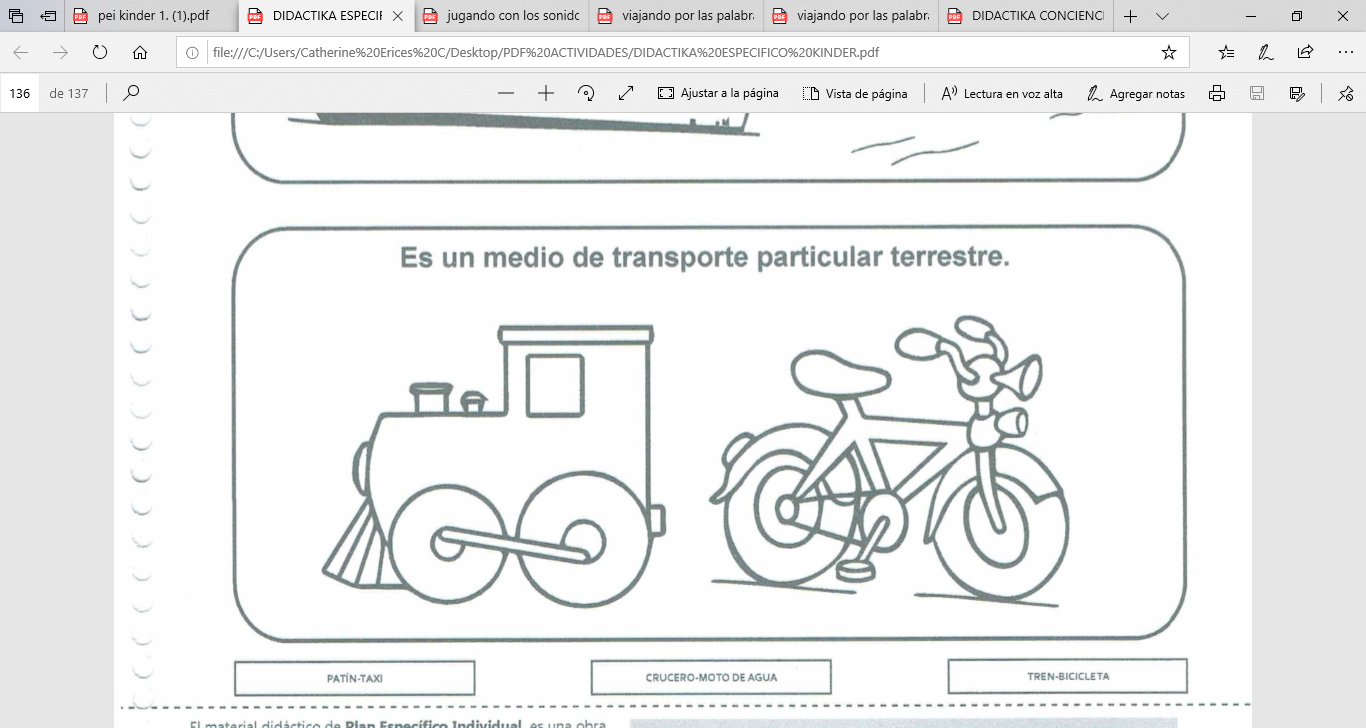 pei kinder 1. (1).pdf
DIDACTIKA ESPECIF
jugando con los sonido
viajando por las palabra
viajando por las palabra
DIDACTIKA CONCIENC
file:///C:/Users/Catherine%20Erices%20C/Desktop/PDF%20ACTIVIDADES/DIDACTIKA%20ESPECIFICO%20KINDER.pdf
136 de 137
Ajustar a la página
Vista de página
Lectura en voz alta
Agregar notas
Es un medio de transporte particular terrestre.
PATÍN-TAXI
CRUCERO-MOTO DE AGUA
TREN-BICICLETA
El material didáctico de Plan Específico Individual, es una obra